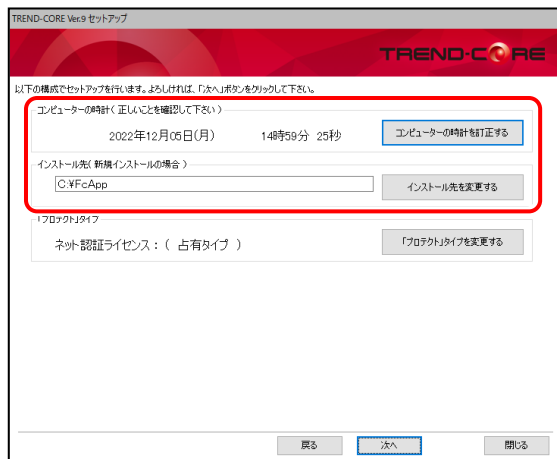 TREND-CORE Ver.9 セットアップ
TREND-CORE
以下の構成でセットアップを行います。よろしければ、「次へ」ボタンをクリックして下さい。
コンピューターの時計( 正しいことを確認して下さい )
2022年12月05日(月) 14時59分 25秒 コンピューターの時計を訂正する
インストール先( 新規インストールの場合 )
C:¥FcApp インストール先を変更する
「プロテクト」タイプ
ネット認証ライセンス : ( 占有タイプ ) 「プロテクト」タイプを変更する
戻る 次へ 閉じる